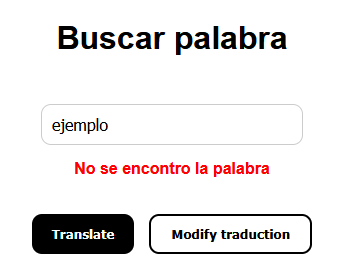 Buscar palabra
ejemplo
No se encontro la palabra
Translate
Modify traduction